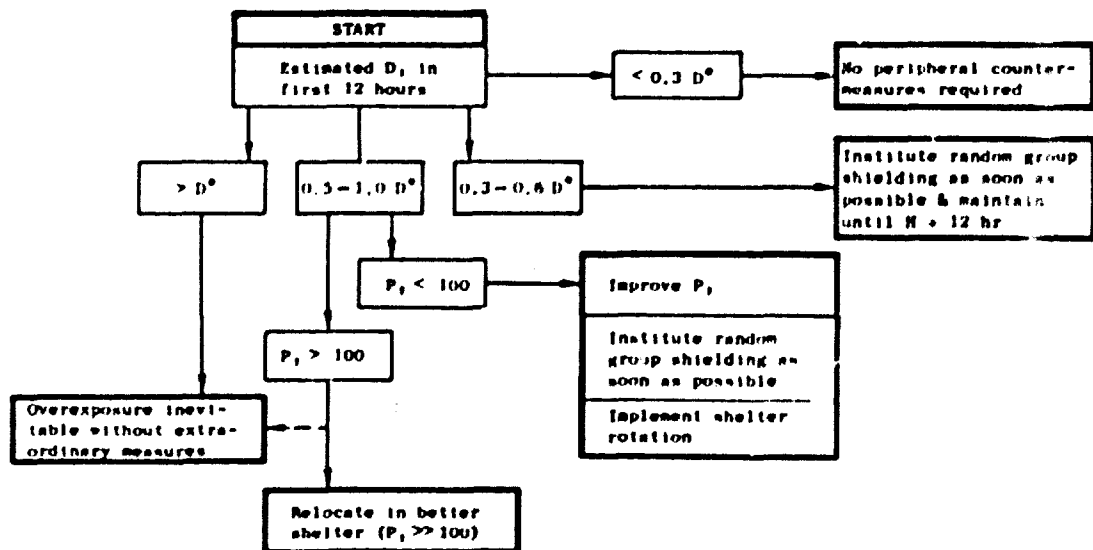 START
Estimated D, in
first 12 hours
< 0.3 D*
No peripheral counter-
measures required
> D*
0.5 – 1.0 D*
0.3 – 0.6 D*
Institute random group
shielding as soon as
possible & maintain
until H + 12 hr
P, < 100
Improve P,
Institute random
group shielding as
soon as possible
Implement shelter
rotation
P, > 100
Overexposure inevi-
table without extra-
ordinary measures
Relocate in better
shelter (P, >> 100)